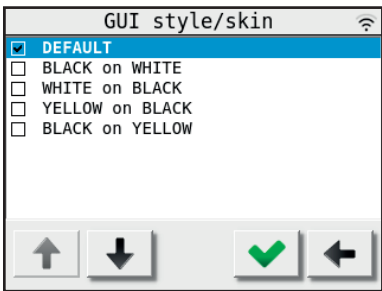 GUI style/skin
DEFAULT
BLACK on WHITE
WHITE on BLACK
YELLOW on BLACK
BLACK on YELLOW